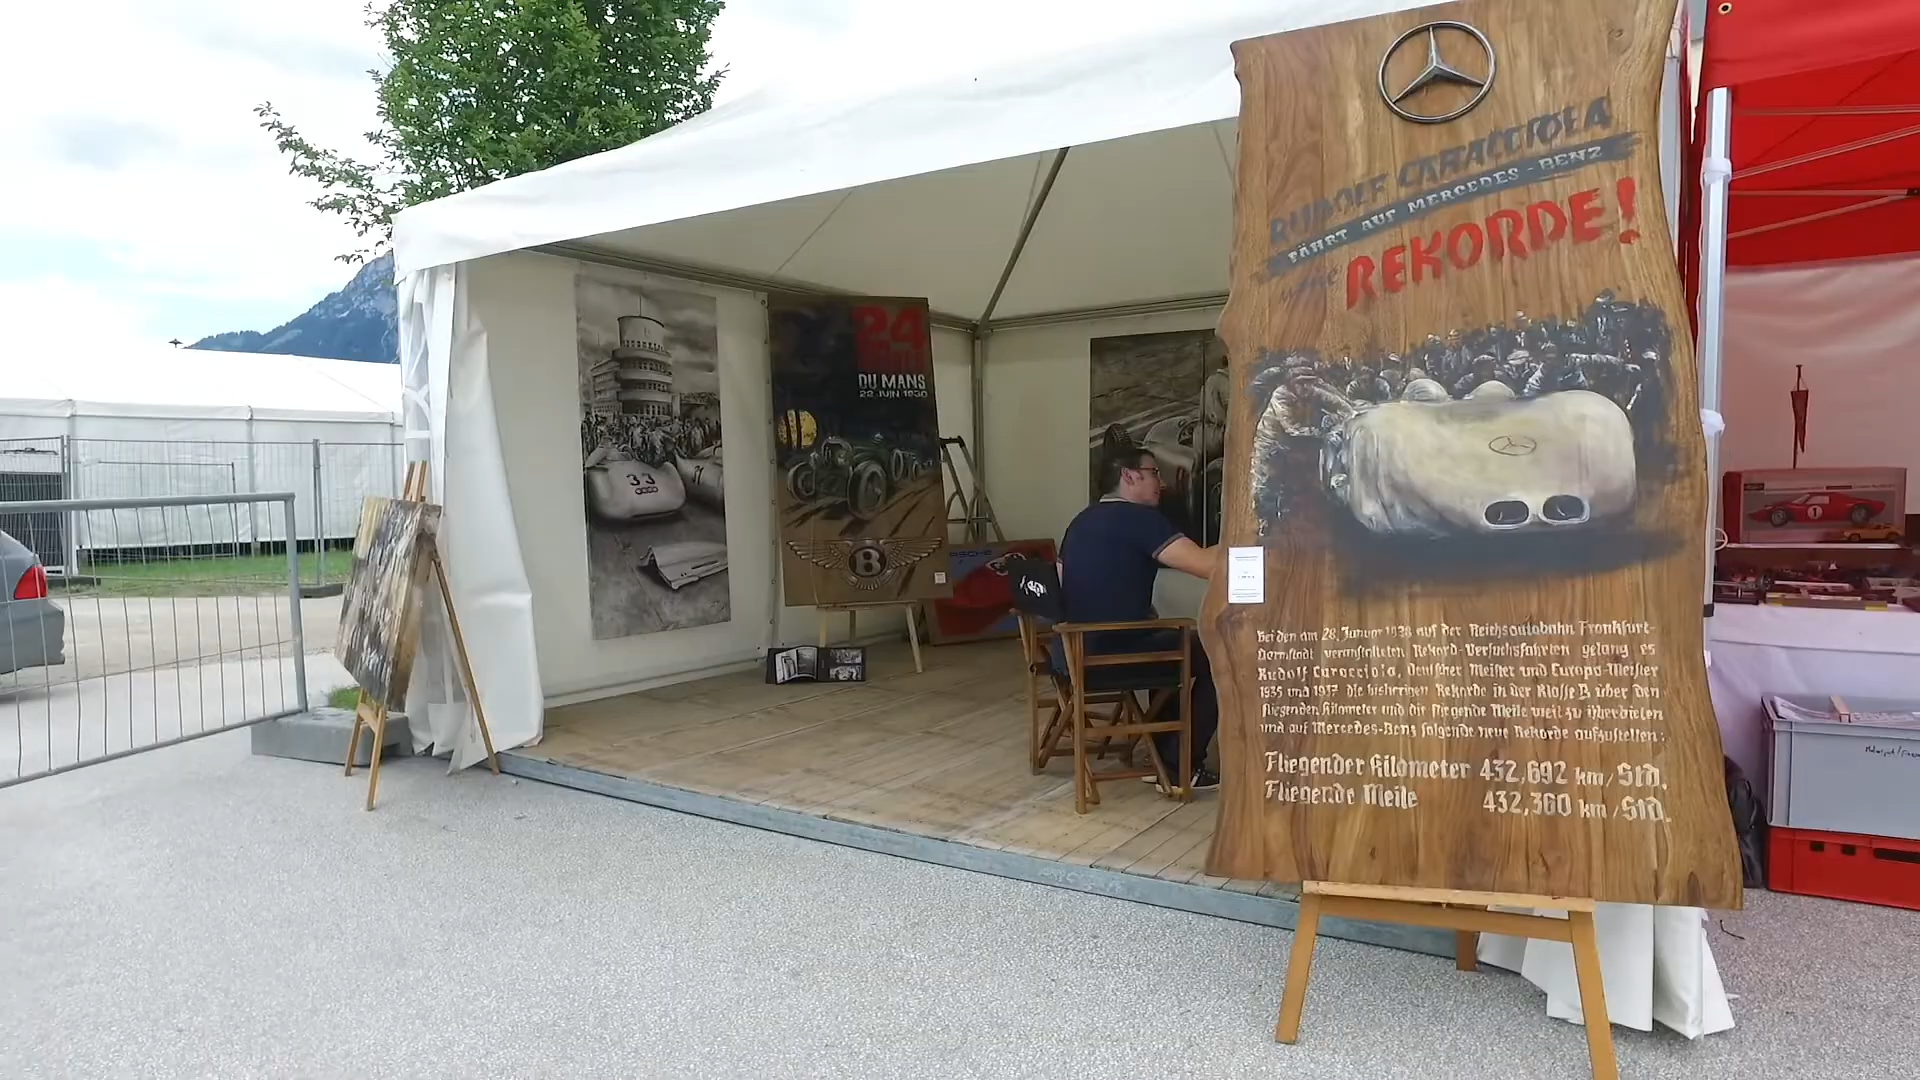 RUDOLF CARACCIOLA
FÄHRT AUF MERCEDES-BENZ
REKORDE!
Bei den am 28. Januar 1938 auf der Reichsautobahn Frankfurt-
Darmstadt veranstalteten Rekord-Versuchsfahrten gelang es
Rudolf Caracciola, Deutscher Meister und Europa-Meister
1935 und 1937 die bisherigen Rekorde in der Klasse B über den
fliegenden Kilometer und die fliegende Meile weit zu überbieten
und auf Mercedes-Benz folgende neue Rekorde aufzustellen:
Fliegender Kilometer 432,692 km/Std.
Fliegende Meile 432,360 km/Std.
24
DU MANS
22 JUIN 1930
B
33
1